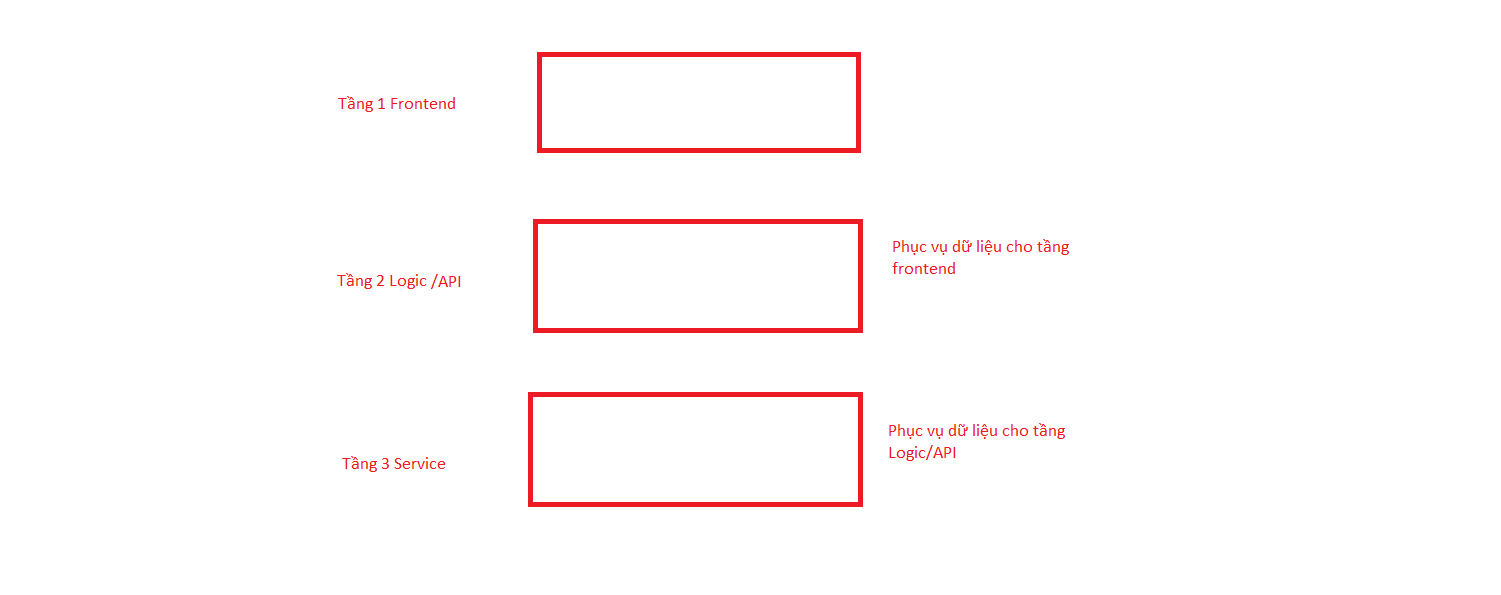 Tầng 1 Frontend
Tầng 2 Logic /API
Phục vụ dữ liệu cho tầng
frontend
Tầng 3 Service
Phục vụ dữ liệu cho tầng
Logic/API